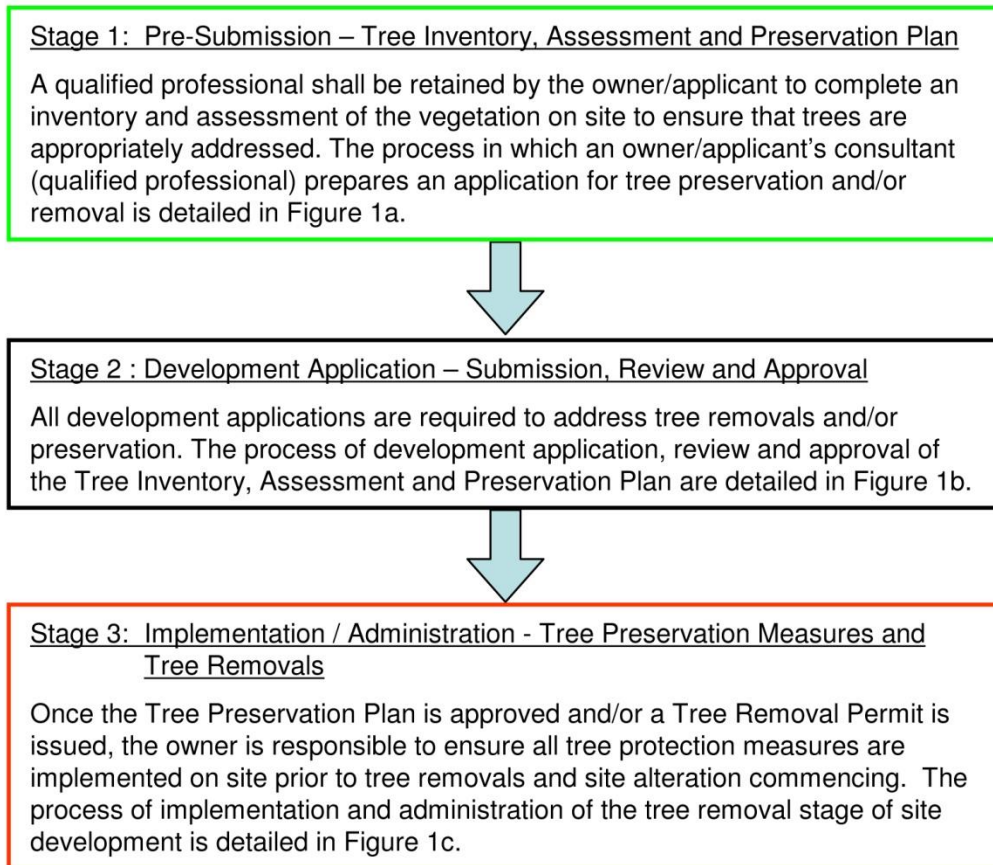 Stage 1:  Pre-Submission – Tree Inventory, Assessment and Preservation Plan
A qualified professional shall be retained by the owner/applicant to complete an
inventory and assessment of the vegetation on site to ensure that trees are
appropriately addressed. The process in which an owner/applicant's consultant
(qualified professional) prepares an application for tree preservation and/or
removal is detailed in Figure 1a.
Stage 2 : Development Application – Submission, Review and Approval
All development applications are required to address tree removals and/or
preservation. The process of development application, review and approval of
the Tree Inventory, Assessment and Preservation Plan are detailed in Figure 1b.
Stage 3:  Implementation / Administration - Tree Preservation Measures and
Tree Removals
Once the Tree Preservation Plan is approved and/or a Tree Removal Permit is
issued, the owner is responsible to ensure all tree protection measures are
implemented on site prior to tree removals and site alteration commencing.  The
process of implementation and administration of the tree removal stage of site
development is detailed in Figure 1c.